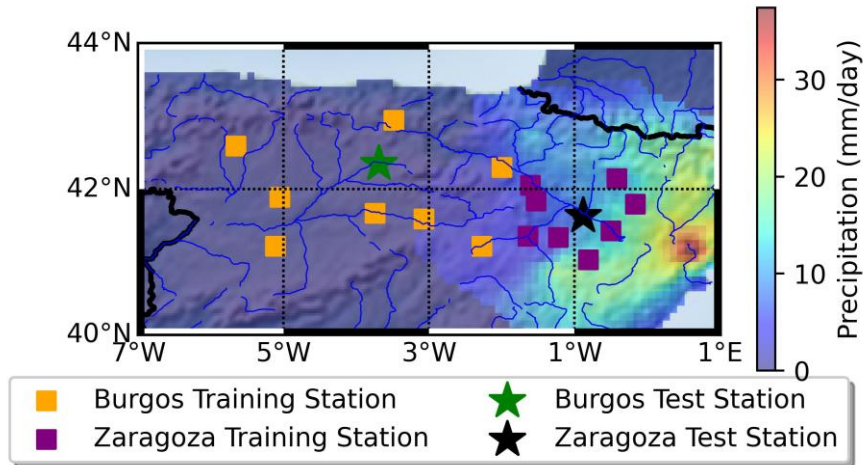 44°N
42°N
40°N
7°W 5°W 3°W 1°W 1°E
30
20
10
0
Precipitation (mm/day)
Burgos Training Station Burgos Test Station
Zaragoza Training Station Zaragoza Test Station